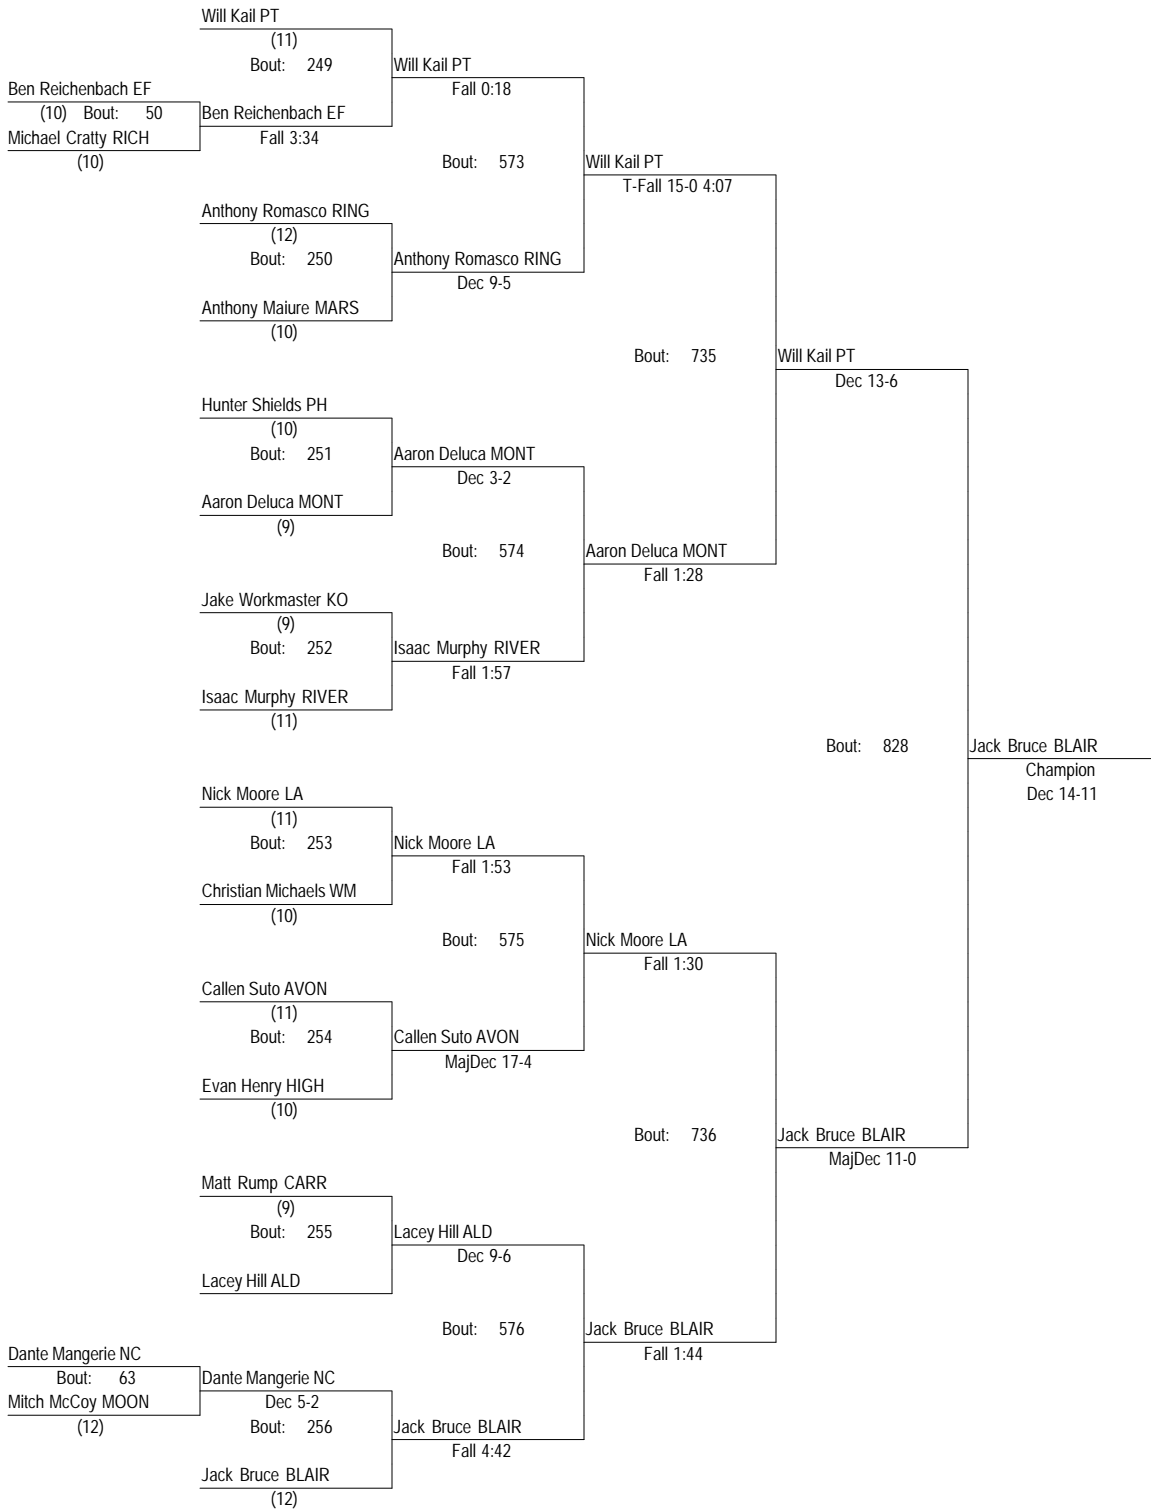 Will Kail PT
(11)
Bout: 249
Will Kail PT
Fall 0:18
Ben Reichenbach EF
(10) Bout: 50
Ben Reichenbach EF
Michael Cratty RICH
Fall 3:34
(10)
Bout: 573
Will Kail PT
T-Fall 15-0 4:07
Anthony Romasco RING
(12)
Bout: 250
Anthony Romasco RING
Dec 9-5
Anthony Maiure MARS
(10)
Bout: 735
Will Kail PT
Dec 13-6
Hunter Shields PH
(10)
Bout: 251
Aaron Deluca MONT
Dec 3-2
Aaron Deluca MONT
(9)
Bout: 574
Aaron Deluca MONT
Fall 1:28
Jake Workmaster KO
(9)
Bout: 252
Isaac Murphy RIVER
Fall 1:57
Isaac Murphy RIVER
(11)
Bout: 828
Jack Bruce BLAIR
Champion
Dec 14-11
Nick Moore LA
(11)
Bout: 253
Nick Moore LA
Fall 1:53
Christian Michaels WM
(10)
Bout: 575
Nick Moore LA
Fall 1:30
Callen Suto AVON
(11)
Bout: 254
Callen Suto AVON
MajDec 17-4
Evan Henry HIGH
(10)
Bout: 736
Jack Bruce BLAIR
MajDec 11-0
Matt Rump CARR
(9)
Bout: 255
Lacey Hill ALD
Dec 9-6
Lacey Hill ALD
Bout: 576
Jack Bruce BLAIR
Fall 1:44
Dante Mangerie NC
Bout: 63
Dante Mangerie NC
Mitch McCoy MOON
Dec 5-2
(12)
Bout: 256
Jack Bruce BLAIR
Fall 4:42
Jack Bruce BLAIR
(12)